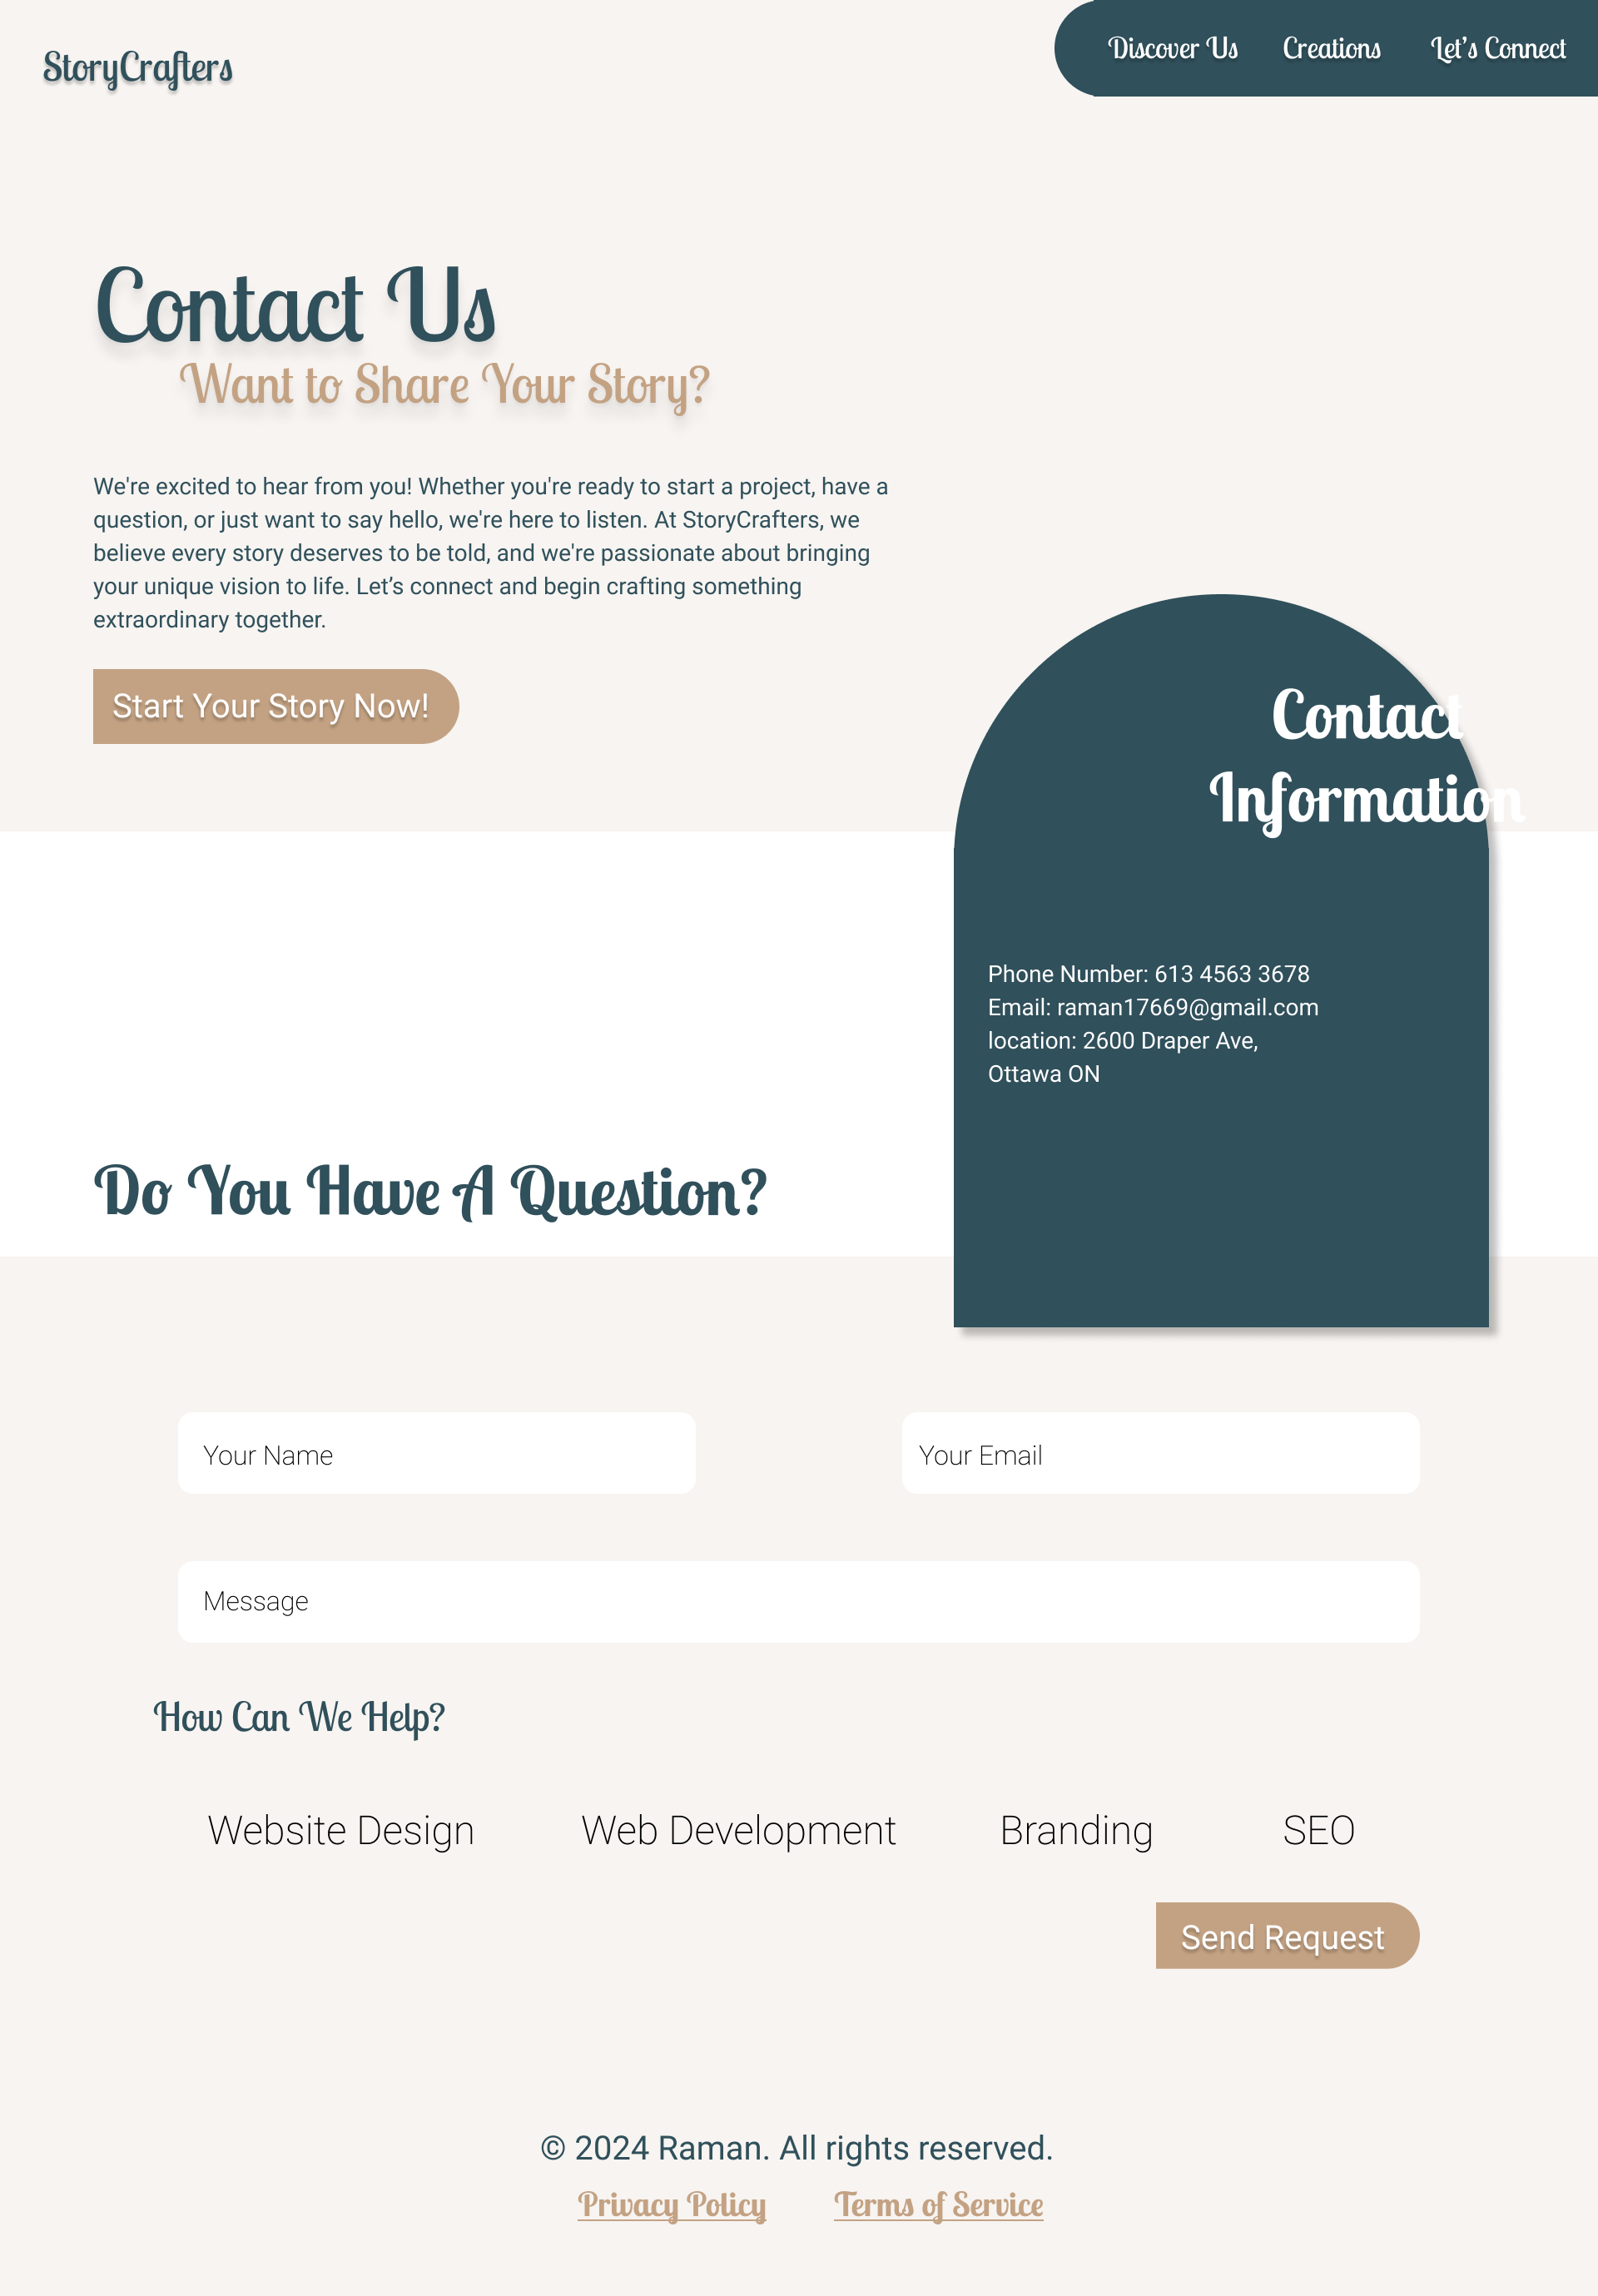 StoryCrafters
Discover Us
Creations
Let’s Connect
Contact Us
Want to Share Your Story?
We're excited to hear from you! Whether you're ready to start a project, have a
question, or just want to say hello, we're here to listen. At StoryCrafters, we
believe every story deserves to be told, and we're passionate about bringing
your unique vision to life. Let’s connect and begin crafting something
extraordinary together.
Start Your Story Now!
Contact
Information
Phone Number: 613 4563 3678
Email: raman17669@gmail.com
location: 2600 Draper Ave,
Ottawa ON
Do You Have A Question?
Your Name
Your Email
Message
How Can We Help?
Website Design
Web Development
Branding
SEO
Send Request
© 2024 Raman. All rights reserved.
Privacy Policy
Terms of Service